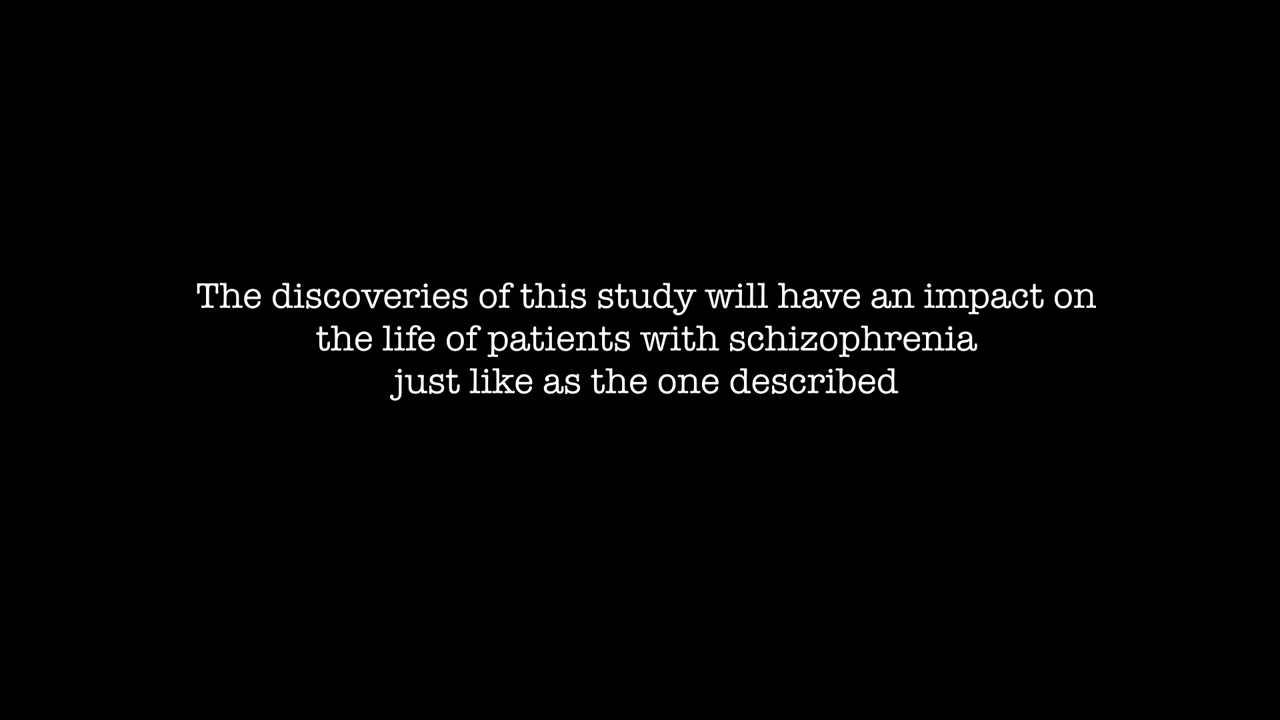 The discoveries of this study will have an impact on
the life of patients with schizophrenia
just like as the one described